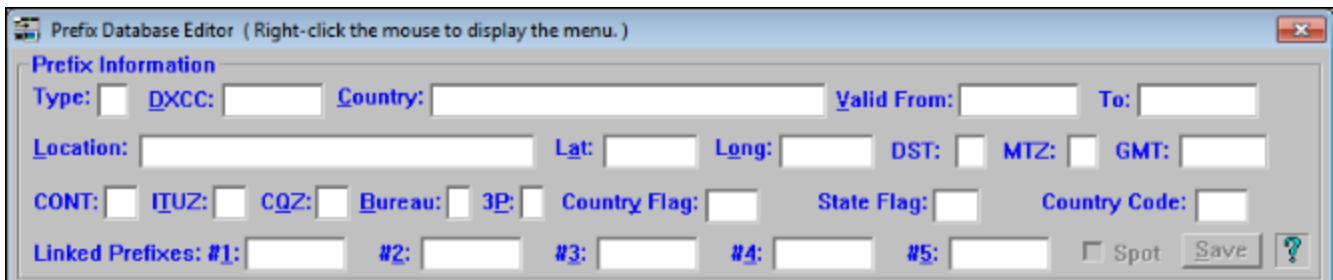 Prefix Database Editor ( Right-click the mouse to display the menu. )
Prefix Information
Type: DXCC: Country: Valid From: To:
Location: Lat: Long: DST: MTZ: GMT:
CONT: ITUZ: CQZ: Bureau: 3P: Country Flag: State Flag: Country Code:
Linked Prefixes: #1: #2: #3: #4: #5: Spot Save ?